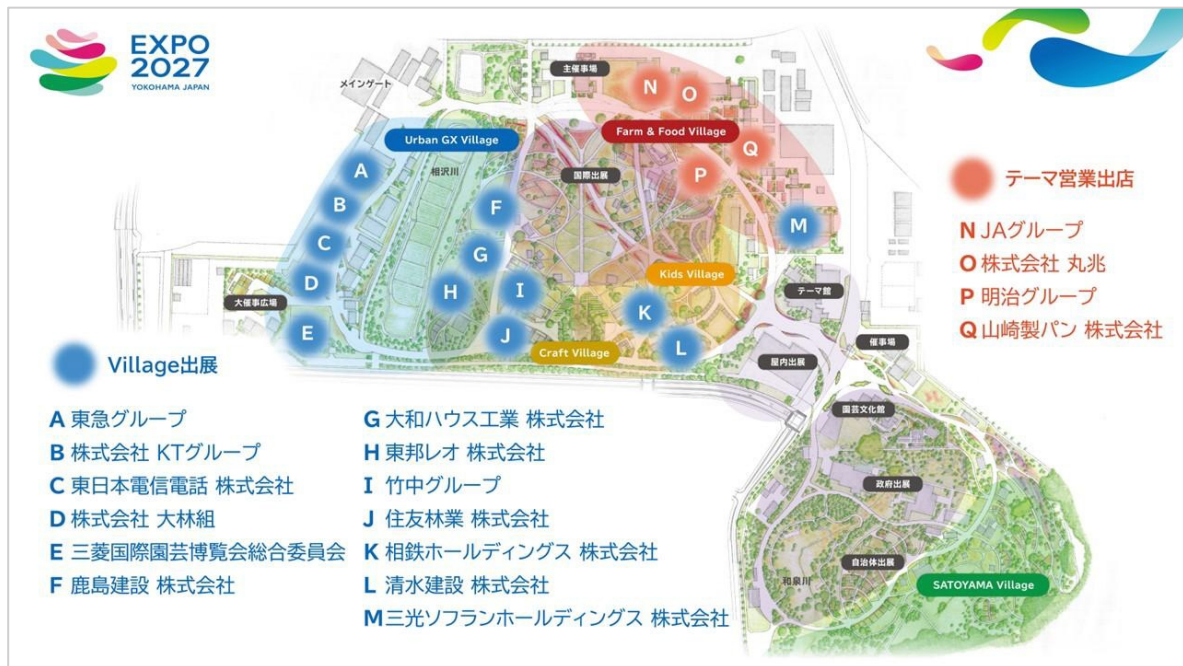 EXPO
2027
YOKOHAMA JAPAN
メインゲート
主催事場
N
O
Urban GX Village
Farm & Food Village
A
相沢川
国際出展
Q
P
B
F
M
C
G
Kids Village
D
H
I
テーマ館
大催事広場
K
E
J
L
催事場
Craft Village
屋内出展
園芸文化館
政府出展
自治体出展
和泉川
SATOYAMA Village
テーマ営業出店
N JAグループ
O 株式会社 丸兆
P 明治グループ
Q 山崎製パン 株式会社
Village出展
A 東急グループ
B 株式会社 KTグループ
C 東日本電信電話 株式会社
D 株式会社 大林組
E 三菱国際園芸博覧会総合委員会
F 鹿島建設 株式会社
G 大和ハウス工業 株式会社
H 東邦レオ 株式会社
I 竹中グループ
J 住友林業 株式会社
K 相鉄ホールディングス 株式会社
L 清水建設 株式会社
M 三光ソフランホールディングス 株式会社